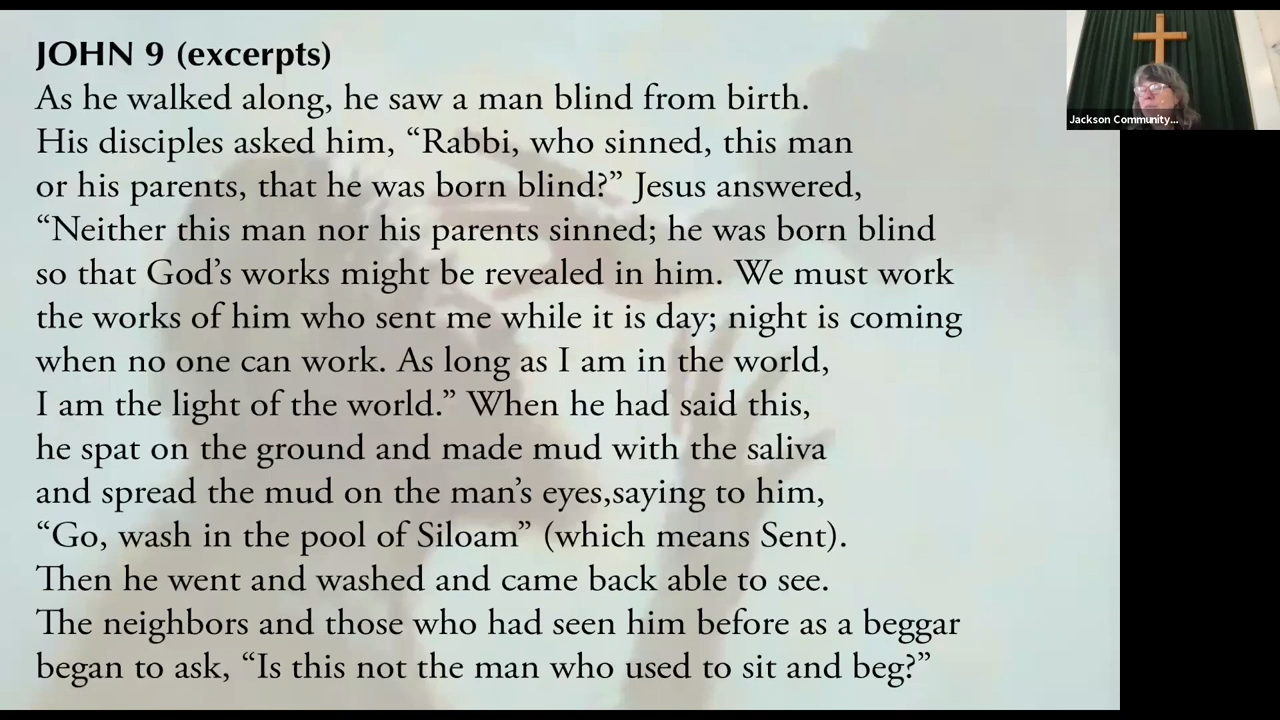 JOHN 9 (excerpts)
As he walked along, he saw a man blind from birth.
His disciples asked him, “Rabbi, who sinned, this man
or his parents, that he was born blind?” Jesus answered,
“Neither this man nor his parents sinned; he was born blind
so that God’s works might be revealed in him. We must work
the works of him who sent me while it is day; night is coming
when no one can work. As long as I am in the world,
I am the light of the world.” When he had said this,
he spat on the ground and made mud with the saliva
and spread the mud on the man’s eyes,saying to him,
“Go, wash in the pool of Siloam” (which means Sent).
Then he went and washed and came back able to see.
The neighbors and those who had seen him before as a beggar
began to ask, “Is this not the man who used to sit and beg?”
Jackson Community...